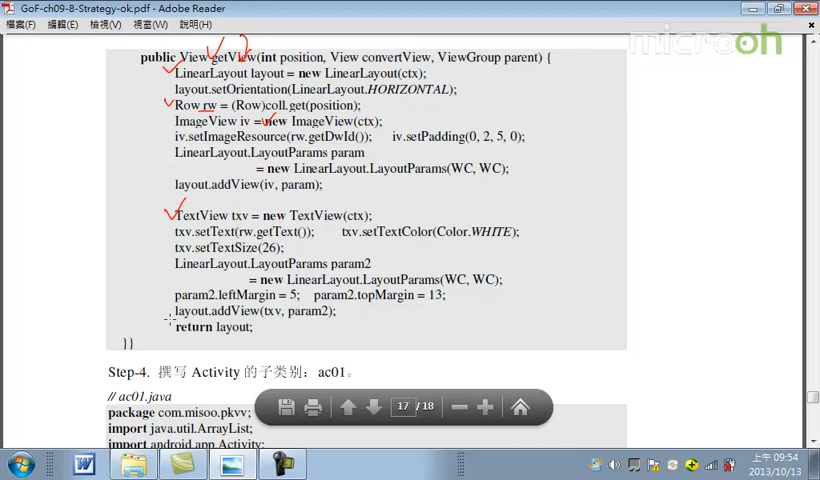 GoF-ch09-8-Strategy-ok.pdf - Adobe Reader
檔案(F) 編輯(E) 檢視(V) 視窗(W) 說明(H)
microoh
public View getView(int position, View convertView, ViewGroup parent) {
LinearLayout layout = new LinearLayout(ctx);
layout.setOrientation(LinearLayout.HORIZONTAL);
Row rw = (Row)coll.get(position);
ImageView iv = new ImageView(ctx);
iv.setImageResource(rw.getDwId()); iv.setPadding(0, 2, 5, 0);
LinearLayout.LayoutParams param
= new LinearLayout.LayoutParams(WC, WC);
layout.addView(iv, param);
TextView txv = new TextView(ctx);
txv.setText(rw.getText()); txv.setTextColor(Color.WHITE);
txv.setTextSize(26);
LinearLayout.LayoutParams param2
= new LinearLayout.LayoutParams(WC, WC);
param2.leftMargin = 5; param2.topMargin = 13;
layout.addView(txv, param2);
return layout;
}}
Step-4. 撰写 Activity 的子类别：ac01。
// ac01.java
package com.misoo.pkvv;
import java.util.ArrayList;
import android.app.Activity;
17 / 18
上午 09:54
2013/10/13